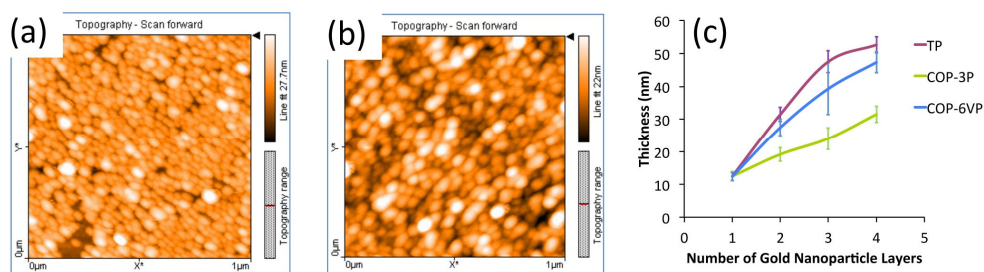 (a)
Topography - Scan forward
Line fit 27.7nm
Topography range
Y*
0µm
0µm
X*
1µm
(b)
Topography - Scan forward
Line fit 22nm
Topography range
Y*
0µm
0µm
X*
1µm
(c)
Thickness (nm)
60
50
40
30
20
10
0
0 1 2 3 4 5
Number of Gold Nanoparticle Layers
TP
COP-3P
COP-6VP